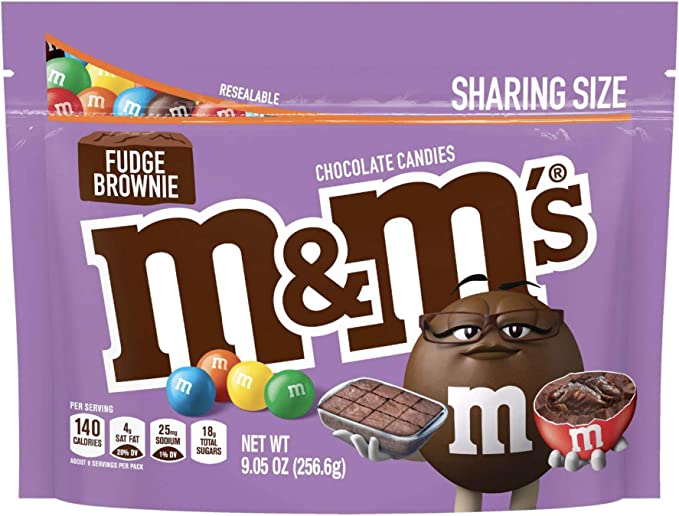 RESEALABLE
SHARING SIZE
FUDGE
BROWNIE
CHOCOLATE CANDIES
m&m's®
m
m
m
m
m
m
m
m
PER SERVING
140
CALORIES
4g
SAT FAT
20% DV
25mg
SODIUM
1% DV
18g
TOTAL
SUGARS
ABOUT 9 SERVINGS PER PACK
NET WT
9.05 OZ (256.6g)
m
m